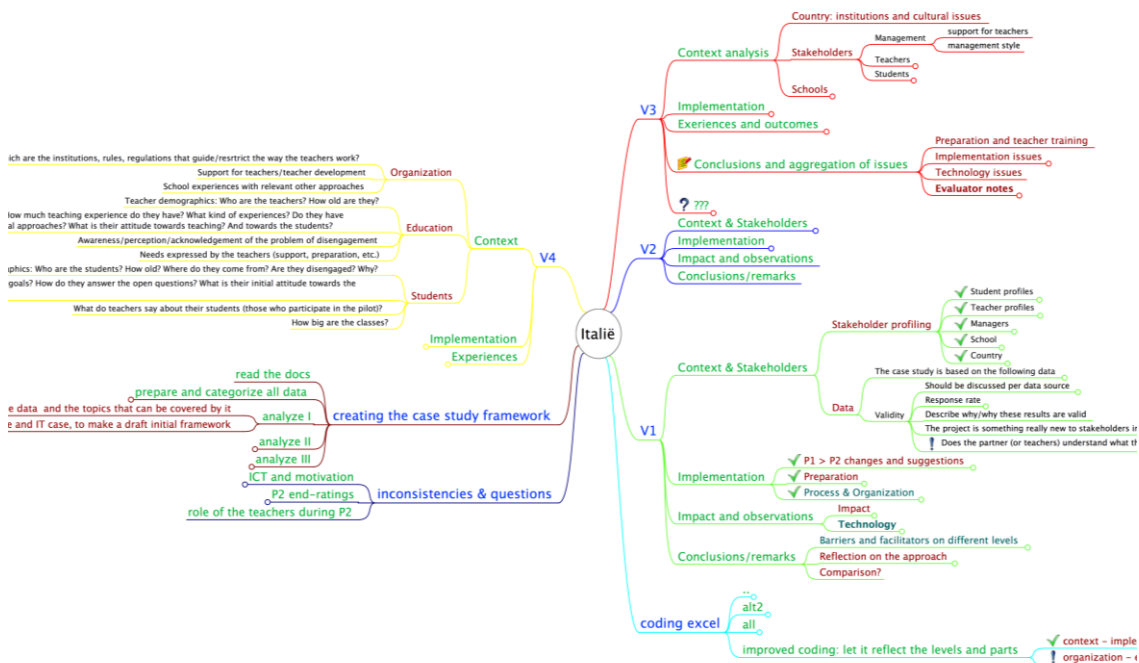 Italië
V3
Context analysis
Country: institutions and cultural issues
Stakeholders
Management
support for teachers
management style
Teachers
Students
Schools
Implementation
Exeriences and outcomes
Conclusions and aggregation of issues
Preparation and teacher training
Implementation issues
Technology issues
Evaluator notes
? ???
V2
Context & Stakeholders
Implementation
Impact and observations
Conclusions/remarks
V1
Context & Stakeholders
Stakeholder profiling
Student profiles
Teacher profiles
Managers
School
Country
Data
The case study is based on the following data
Validity
Should be discussed per data source
Response rate
Describe why/why these results are valid
The project is something really new to stakeholders in
! Does the partner (or teachers) understand what th
Implementation
P1 > P2 changes and suggestions
Preparation
Process & Organization
Impact and observations
Impact
Technology
Conclusions/remarks
Barriers and facilitators on different levels
Reflection on the approach
Comparison?
coding excel
..
alt2
all
improved coding: let it reflect the levels and parts
context - imple
! organization - e
V4
Context
Organization
ich are the institutions, rules, regulations that guide/resrtrict the way the teachers work?
Support for teachers/teacher development
School experiences with relevant other approaches
Education
Teacher demographics: Who are the teachers? How old are they?
How much teaching experience do they have? What kind of experiences? Do they have
al approaches? What is their attitude towards teaching? And towards the students?
Awareness/perception/acknowledgement of the problem of disengagement
Needs expressed by the teachers (support, preparation, etc.)
Students
aphics: Who are the students? How old? Where do they come from? Are they disengaged? Why?
goals? How do they answer the open questions? What is their initial attitude towards the
What do teachers say about their students (those who participate in the pilot)?
How big are the classes?
Implementation
Experiences
creating the case study framework
read the docs
prepare and categorize all data
analyze I
e data and the topics that can be covered by it
e and IT case, to make a draft initial framework
analyze II
analyze III
inconsistencies & questions
ICT and motivation
P2 end-ratings
role of the teachers during P2